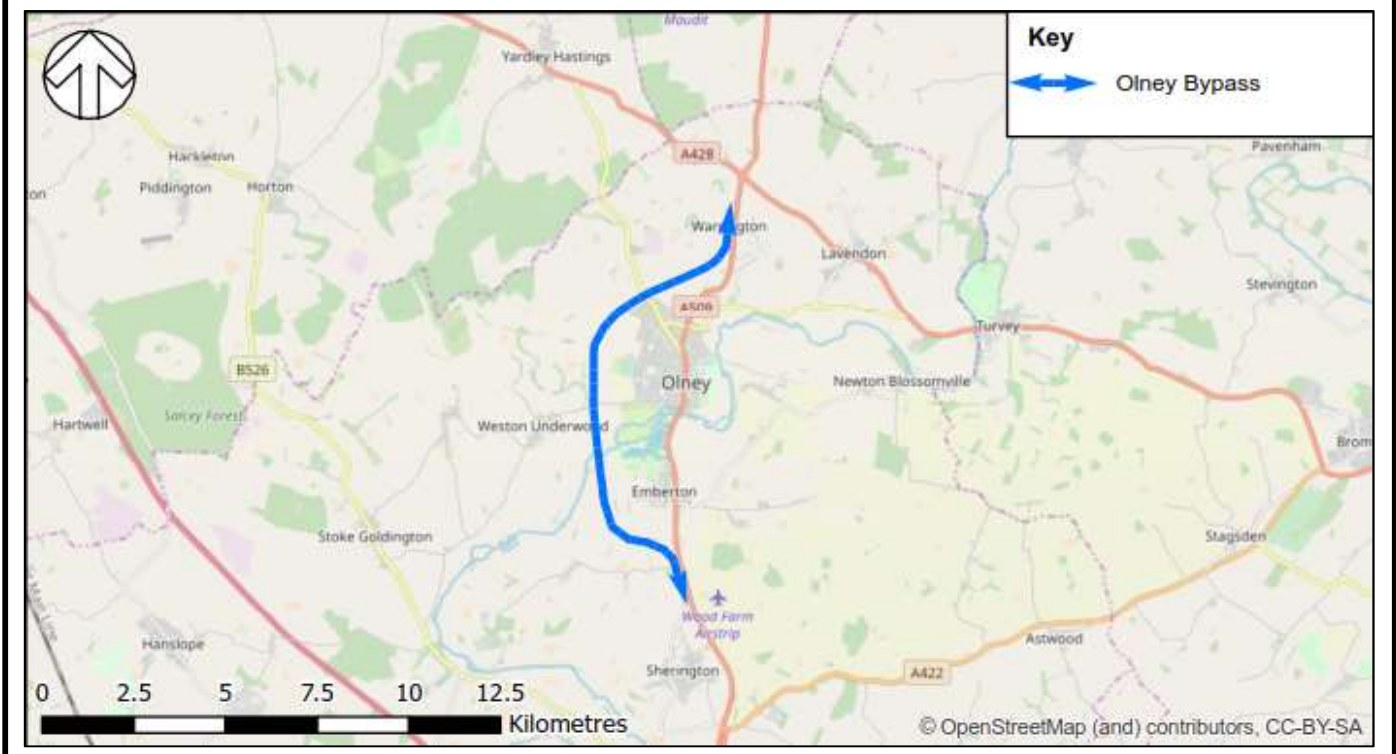 Maudit
Key
Yardley Hastings
Olney Bypass
Pavenham
Hackleton
A428
Piddington
Horton
Lavendon
Stevington
A509
Turvey
B526
Olney
Newton Blossomville
Salcey Forest
Hartwell
Weston Underwood
Emberton
Stoke Goldington
Stagsden
Wood Farm
Airstrip
Hanslope
Astwood
Sherington
A422
0 2.5 5 7.5 10 12.5
Kilometres
© OpenStreetMap (and) contributors, CC-BY-SA